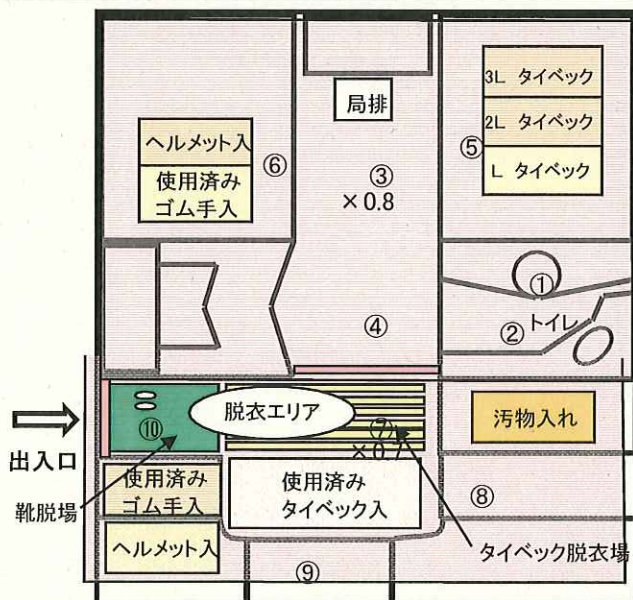 局排
3L タイベック
2L タイベック
L タイベック
⑤
ヘルメット入
使用済み
ゴム手入
⑥
③
×0.8
①
②
トイレ
④
出入口
⑩
脱衣エリア
⑦
汚物入れ
使用済み
ゴム手入
使用済み
タイベック入
⑧
靴脱場
ヘルメット入
⑨
タイベック脱衣場